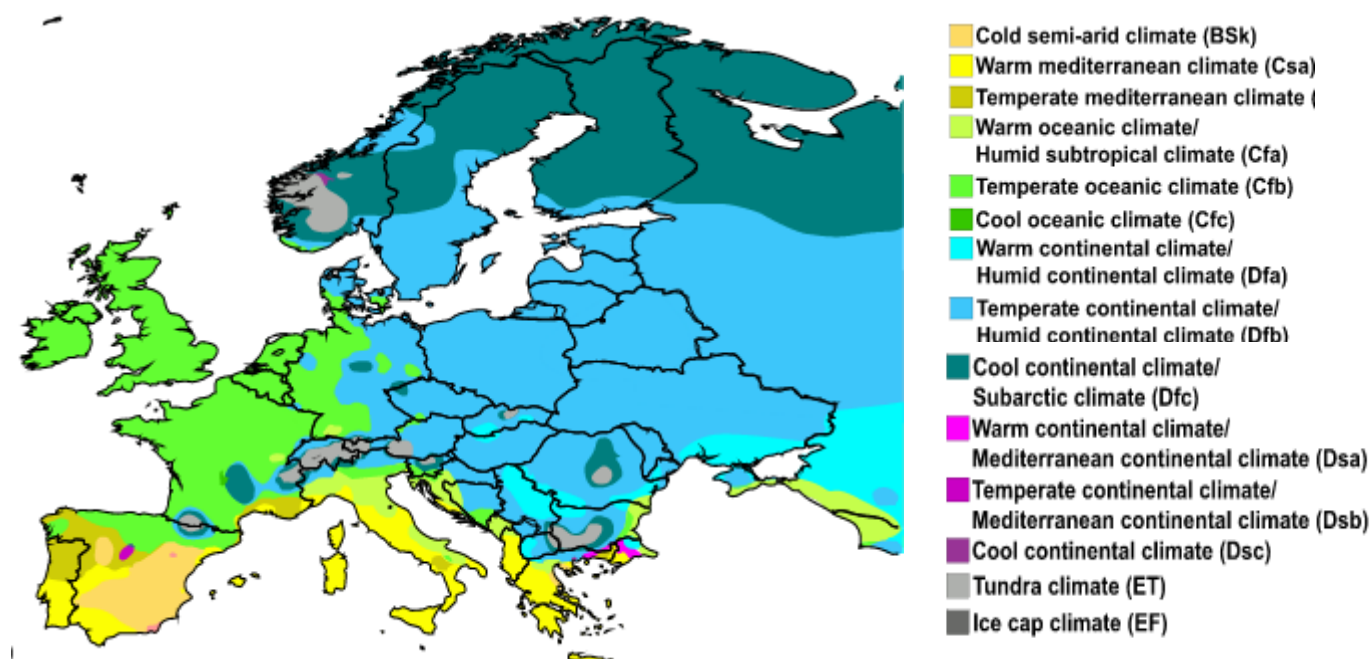 Cold semi-arid climate (BSk)
Warm mediterranean climate (Csa)
Temperate mediterranean climate (
Warm oceanic climate/
Humid subtropical climate (Cfa)
Temperate oceanic climate (Cfb)
Cool oceanic climate (Cfc)
Warm continental climate/
Humid continental climate (Dfa)
Temperate continental climate/
Humid continental climate (Dfb)
Cool continental climate/
Subarctic climate (Dfc)
Warm continental climate/
Mediterranean continental climate (Dsa)
Temperate continental climate/
Mediterranean continental climate (Dsb)
Cool continental climate (Dsc)
Tundra climate (ET)
Ice cap climate (EF)